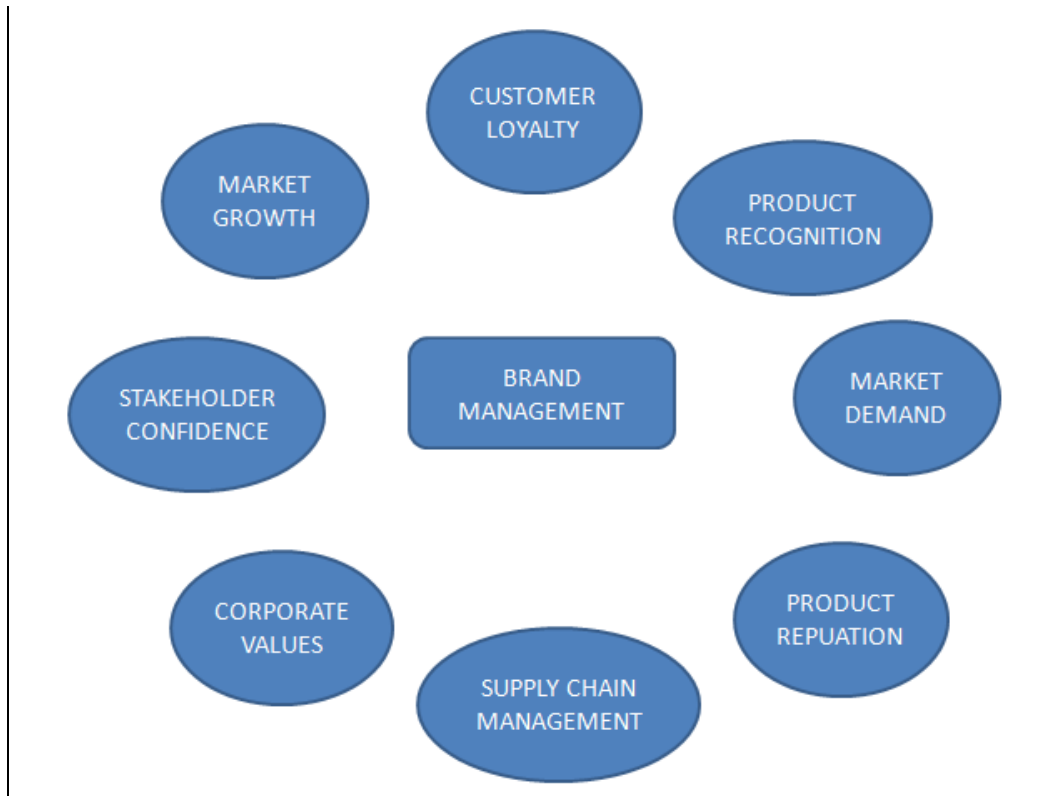 CUSTOMER
LOYALTY
MARKET
GROWTH
PRODUCT
RECOGNITION
STAKEHOLDER
CONFIDENCE
BRAND
MANAGEMENT
MARKET
DEMAND
CORPORATE
VALUES
PRODUCT
REPUATION
SUPPLY CHAIN
MANAGEMENT